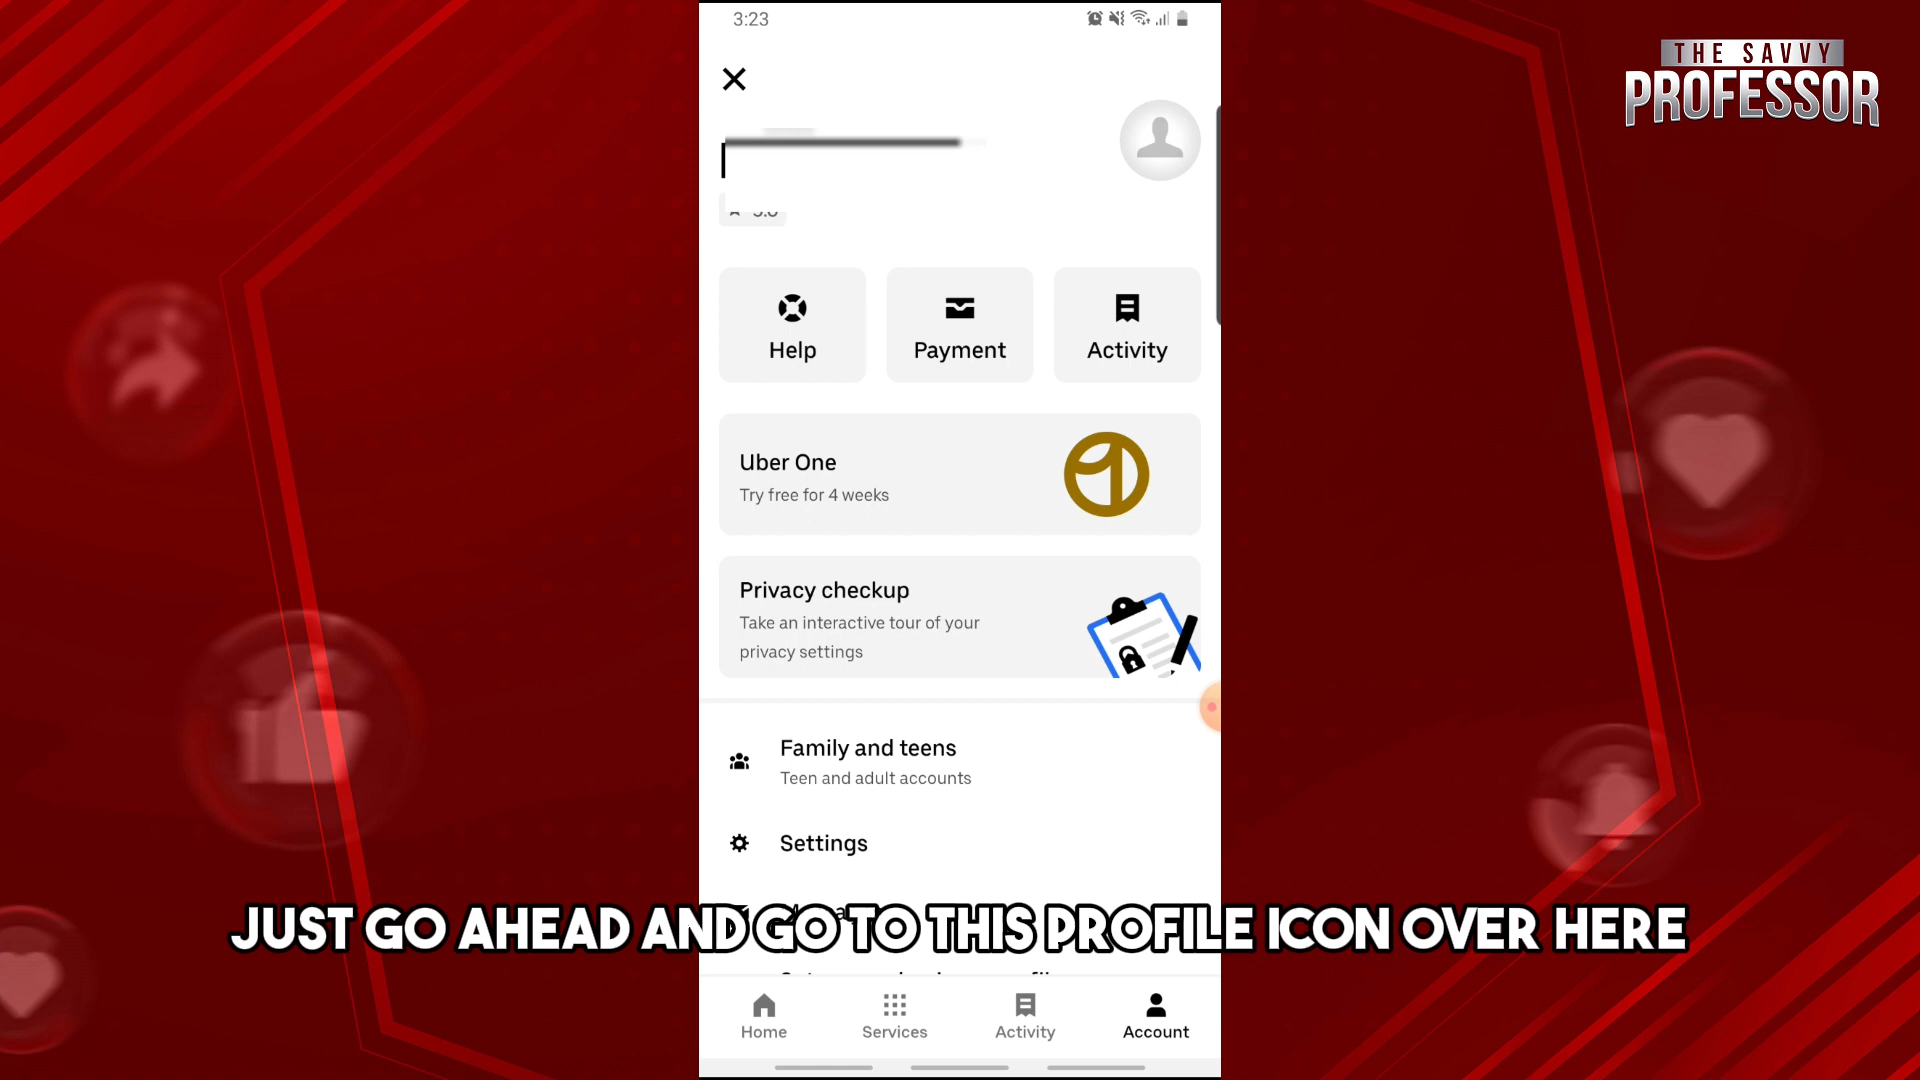 3:23
THE SAVVY
PROFESSOR
Help
Payment
Activity
Uber One
Try free for 4 weeks
Privacy checkup
Take an interactive tour of your
privacy settings
Family and teens
Teen and adult accounts
Settings
JUST GO AHEAD AND GO TO THIS PROFILE ICON OVER HERE
Home
Services
Activity
Account